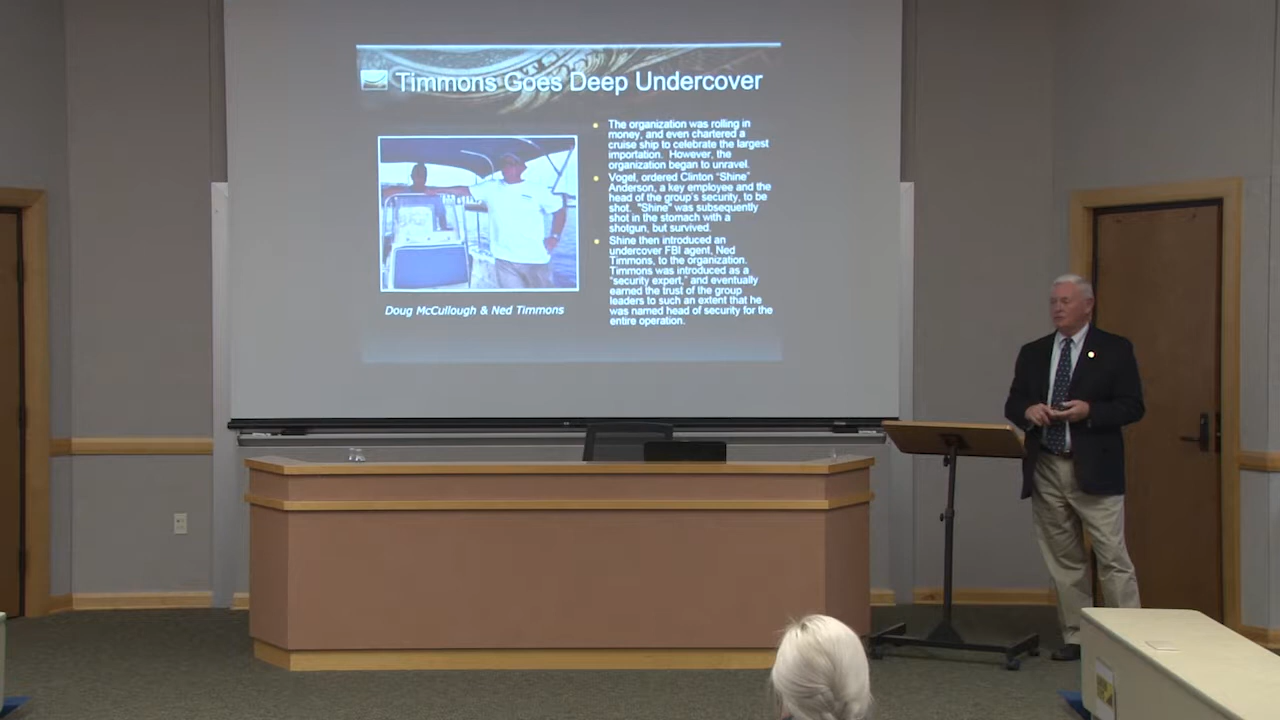 Timmons Goes Deep Undercover
The organization was rolling in
money, and even chartered a
cruise ship to celebrate the largest
importation. However, the
organization began to unravel.
Vogel, ordered Clinton "Shine"
Anderson, a key employee and the
head of the group's security, to be
shot. "Shine" was subsequently
shot in the stomach with a
shotgun, but survived.
Shine then introduced an
undercover FBI agent, Ned
Timmons, to the organization.
Timmons was introduced as a
"security expert," and eventually
earned the trust of the group
leaders to such an extent that he
was named head of security for the
entire operation.
Doug McCullough & Ned Timmons